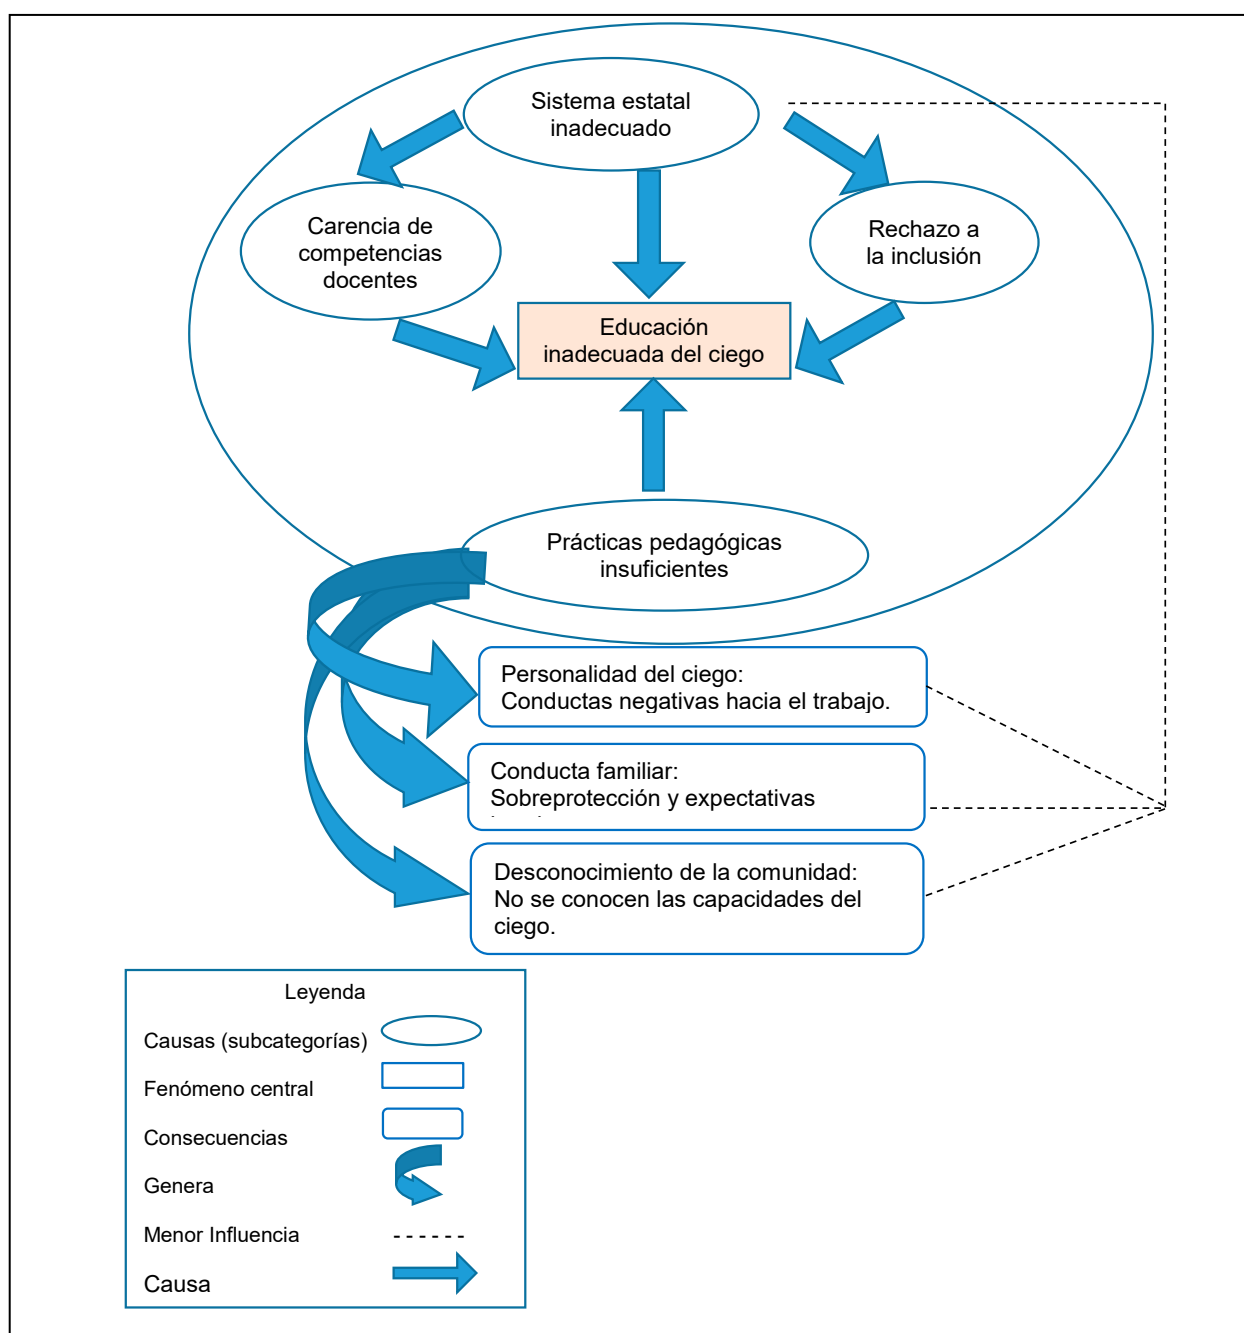 Sistema estatal
inadecuado
Carencia de
competencias
docentes
Rechazo a
la inclusión
Educación
inadecuada del ciego
Prácticas pedagógicas
insuficientes
Personalidad del ciego:
Conductas negativas hacia el trabajo.
Conducta familiar:
Sobreprotección y expectativas
Desconocimiento de la comunidad:
No se conocen las capacidades del
ciego.
Leyenda
Causas (subcategorías)
Fenómeno central
Consecuencias
Genera
Menor Influencia
Causa